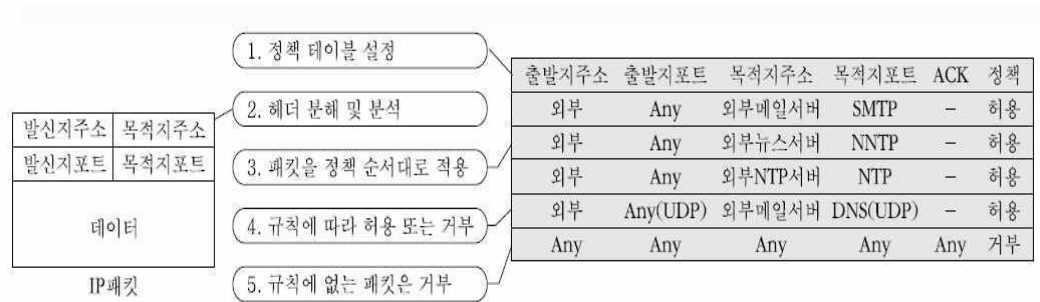 1. 정책 테이블 설정
2. 헤더 분해 및 분석
3. 패킷을 정책 순서대로 적용
4. 규칙에 따라 허용 또는 거부
5. 규칙에 없는 패킷은 거부
발신지주소 목적지주소
발신지포트 목적지포트
데이터
IP패킷
출발지주소 출발지포트 목적지주소 목적지포트 ACK 정책
외부 Any 외부메일서버 SMTP – 허용
외부 Any 외부뉴스서버 NNTP – 허용
외부 Any 외부NTP서버 NTP – 허용
외부 Any(UDP) 외부메일서버 DNS(UDP) – 허용
Any Any Any Any Any 거부